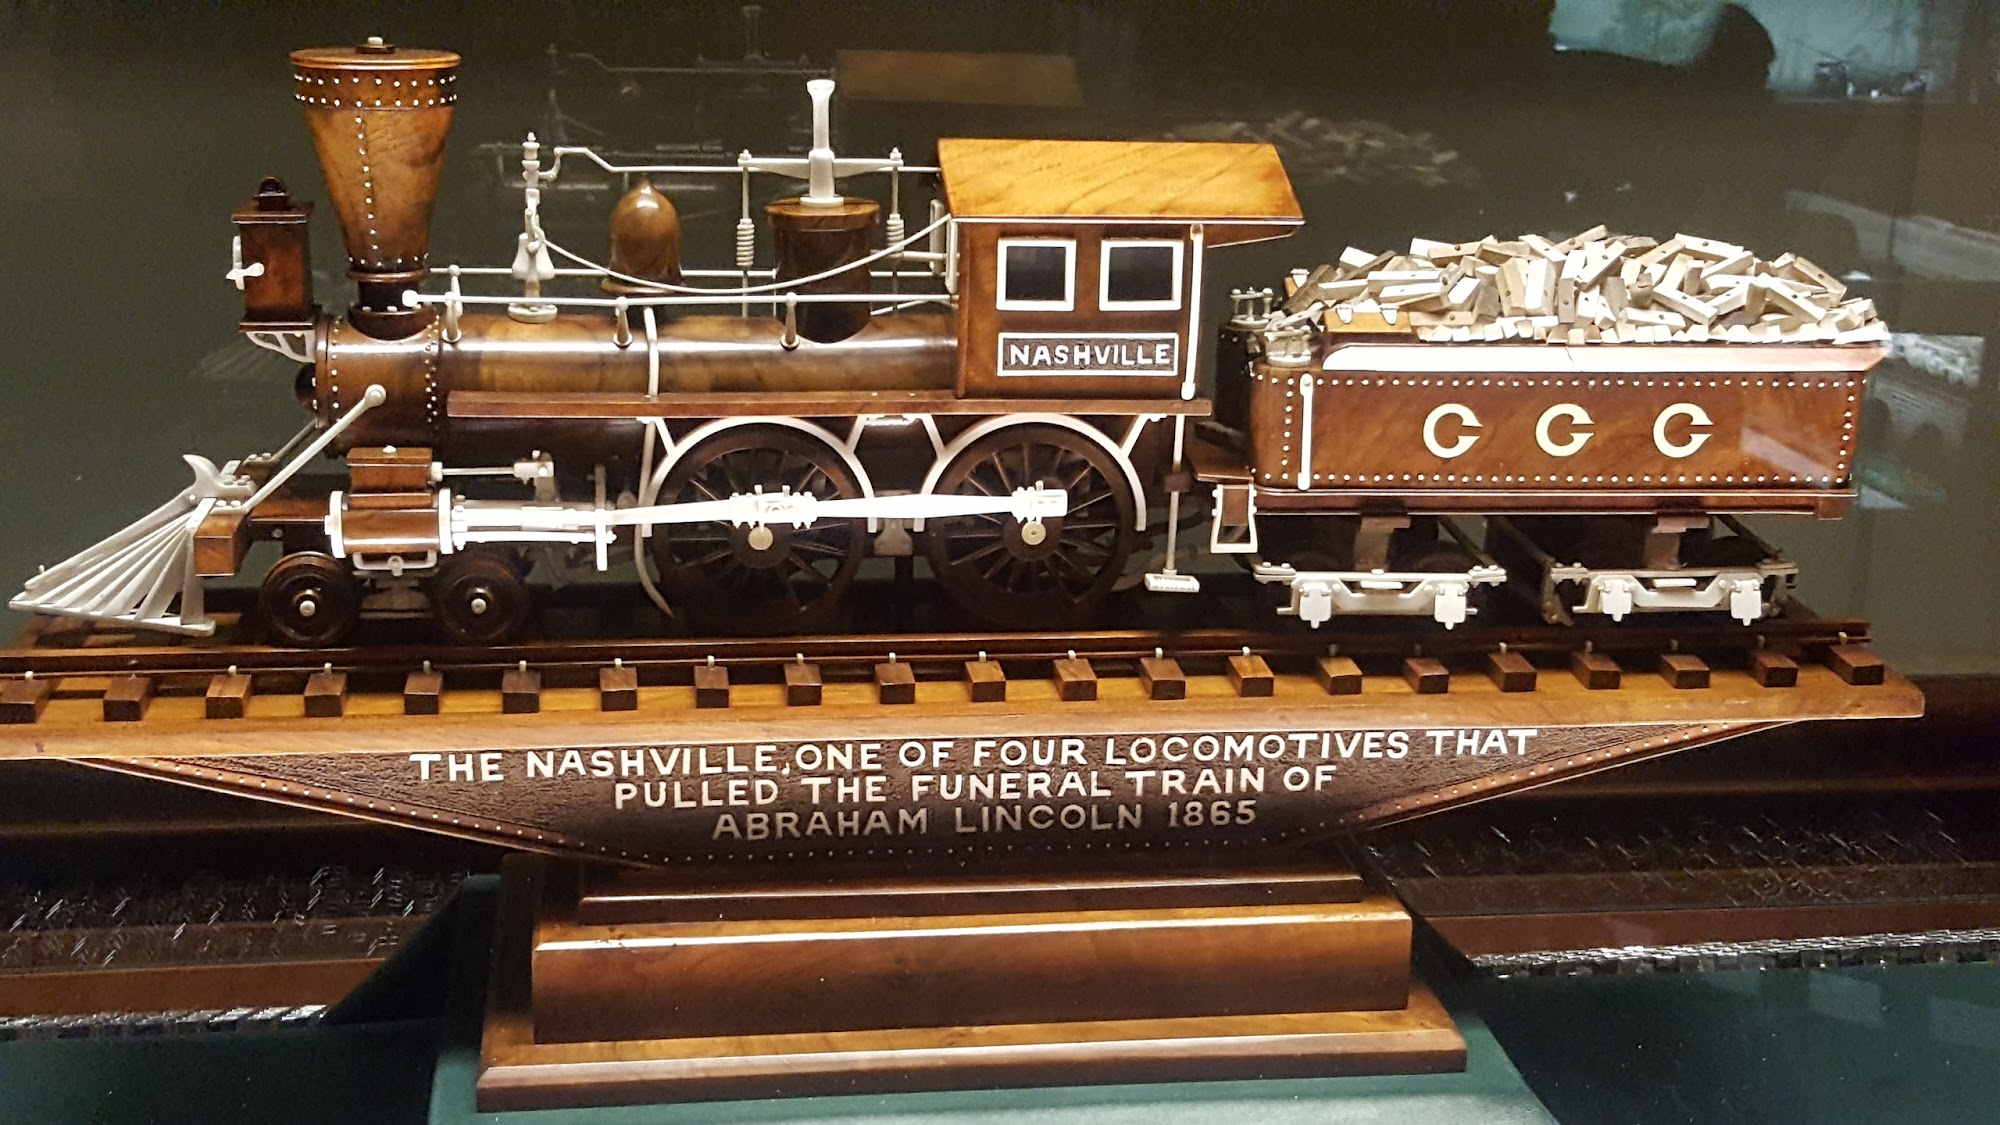 NASHVILLE
CCC
THE NASHVILLE, ONE OF FOUR LOCOMOTIVES THAT
PULLED THE FUNERAL TRAIN OF
ABRAHAM LINCOLN 1865